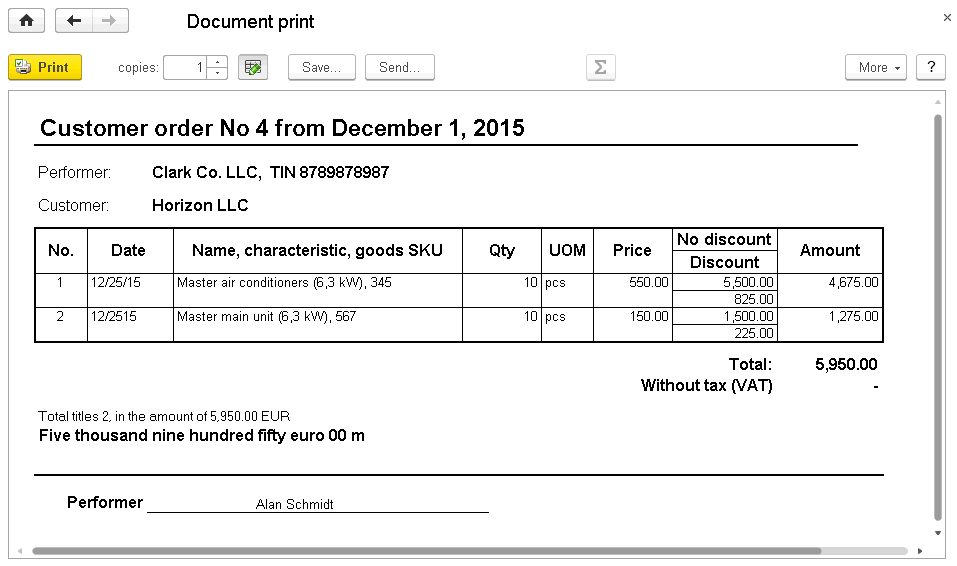 Document print
Print copies: 1 Save... Send... Σ More ?
Customer order No 4 from December 1, 2015
Performer: Clark Co. LLC, TIN 8789878987
Customer: Horizon LLC
No. Date Name, characteristic, goods SKU Qty UOM Price No discount Amount
Discount
1 12/25/15 Master air conditioners (6,3 kW), 345 10 pcs 550.00 5,500.00 4,675.00
825.00
2 12/2515 Master main unit (6,3 kW), 567 10 pcs 150.00 1,500.00 1,275.00
225.00
Total: 5,950.00
Without tax (VAT) -
Total titles 2, in the amount of 5,950.00 EUR
Five thousand nine hundred fifty euro 00 m
Performer Alan Schmidt